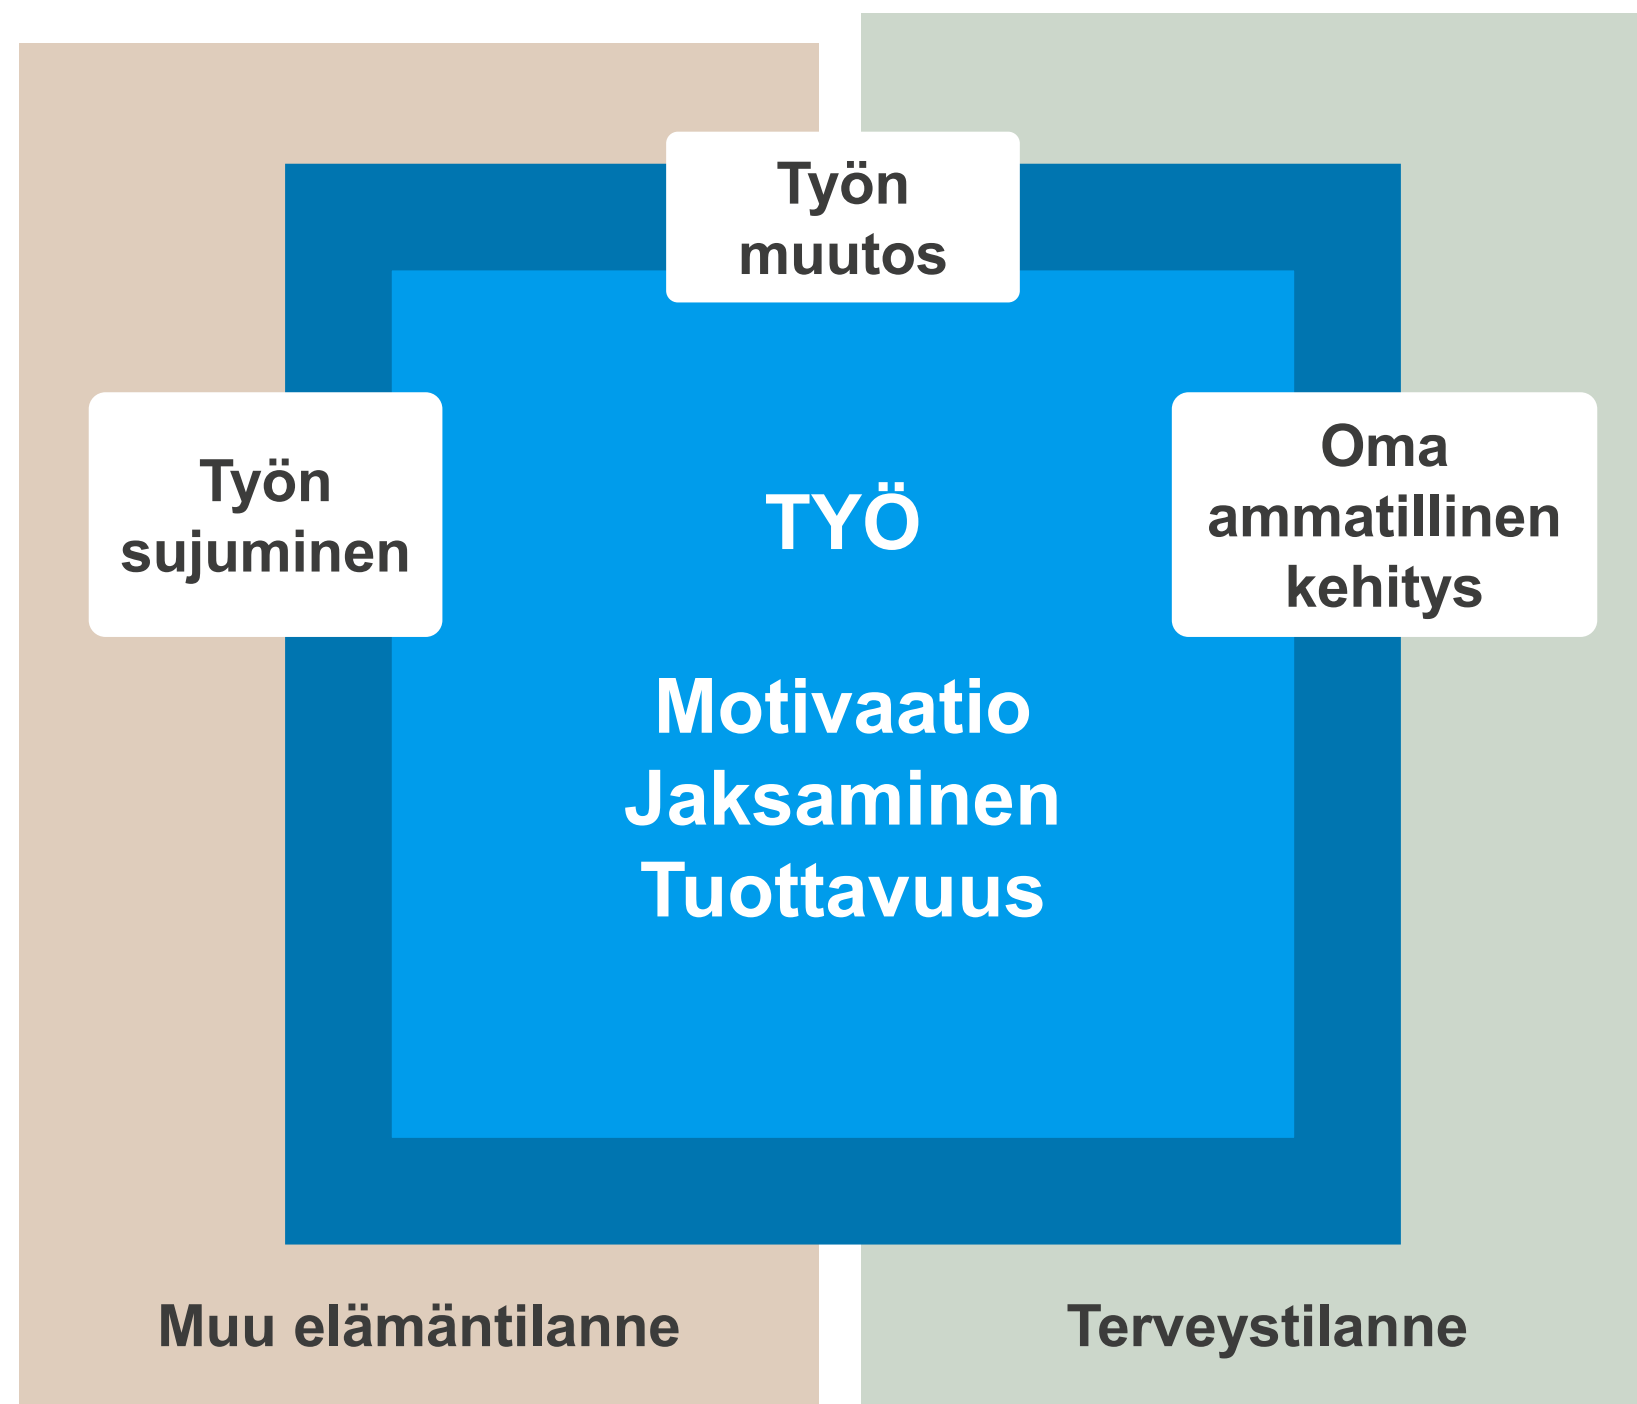 Työn
muutos
Työn
sujuminen
Oma
ammatillinen
kehitys
TYÖ
Motivaatio
Jaksaminen
Tuottavuus
Muu elämäntilanne
Terveystilanne